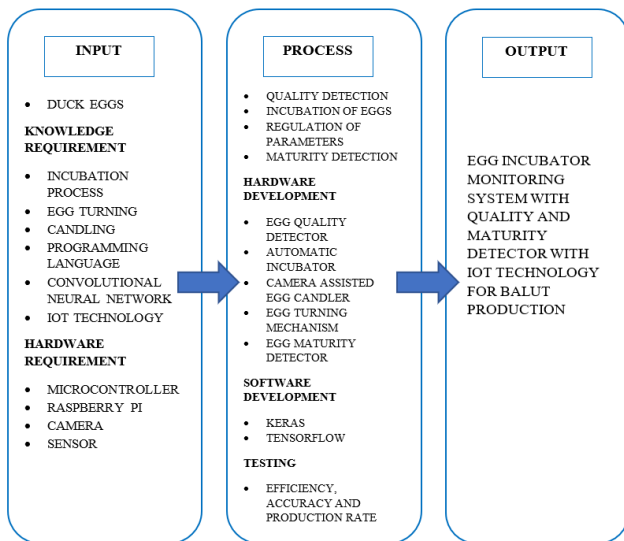 INPUT
• DUCK EGGS
KNOWLEDGE
REQUIREMENT
• INCUBATION
PROCESS
• EGG TURNING
• CANDLING
• PROGRAMMING
LANGUAGE
• CONVOLUTIONAL
NEURAL NETWORK
• IOT TECHNOLOGY
HARDWARE
REQUIREMENT
• MICROCONTROLLER
• RASPBERRY PI
• CAMERA
• SENSOR
PROCESS
• QUALITY DETECTION
• INCUBATION OF EGGS
• REGULATION OF
PARAMETERS
• MATURITY DETECTION
HARDWARE
DEVELOPMENT
• EGG QUALITY
DETECTOR
• AUTOMATIC
INCUBATOR
• CAMERA ASSISTED
EGG CANDLER
• EGG TURNING
MECHANISM
• EGG MATURITY
DETECTOR
SOFTWARE
DEVELOPMENT
• KERAS
• TENSORFLOW
TESTING
• EFFICIENCY,
ACCURACY AND
PRODUCTION RATE
OUTPUT
EGG INCUBATOR
MONITORING
SYSTEM WITH
QUALITY AND
MATURITY
DETECTOR WITH
IOT TECHNOLOGY
FOR BALUT
PRODUCTION